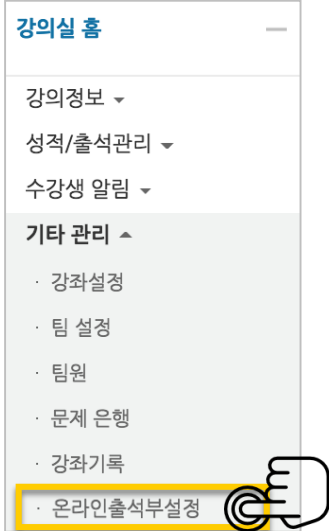 강의실 홈
강의정보
성적/출석관리
수강생 알림
기타 관리
· 강좌설정
· 팀 설정
· 팀원
· 문제 은행
· 강좌기록
· 온라인출석부설정